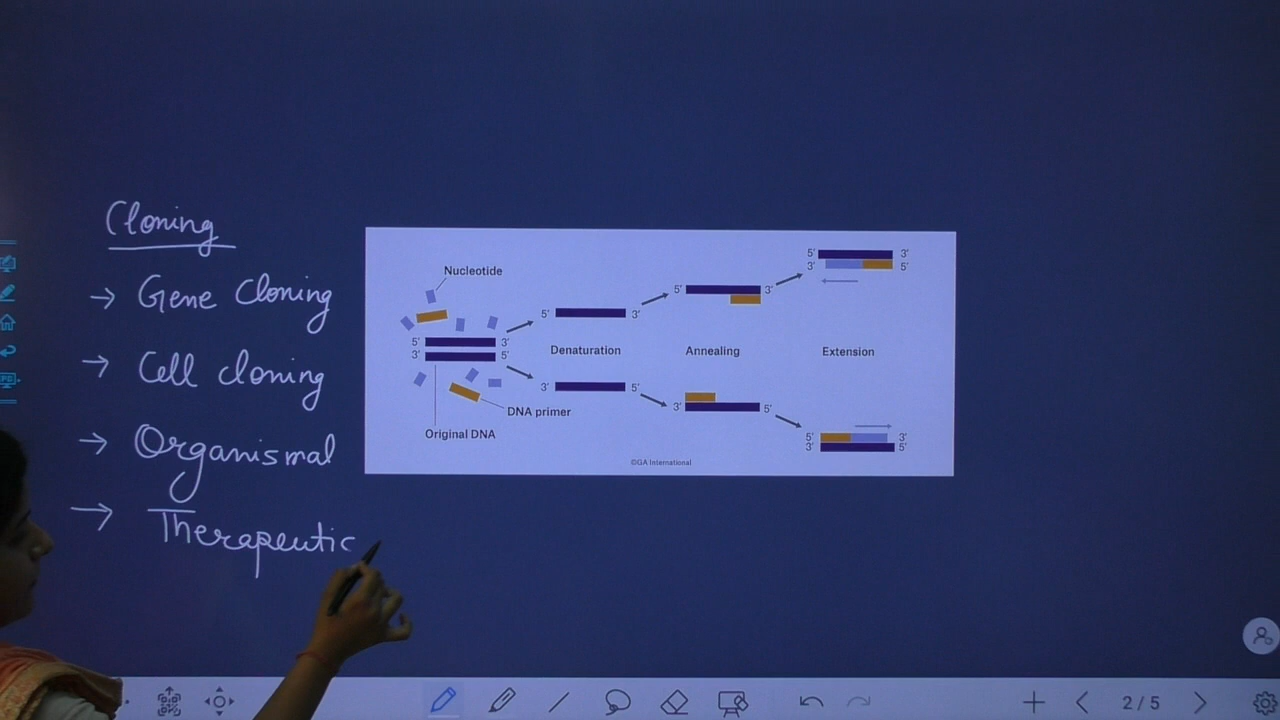 Cloning
→ Gene Cloning
→ Cell cloning
→ Organismal
→ Therapeutic
Nucleotide
5' 3'
3' 5'
DNA primer
Original DNA
5' 3'
3' 5'
Denaturation
5' 3'
3' 5'
Annealing
5' 3'
3' 5'
Extension
5' 3'
3' 5'
©GA International
2 / 5